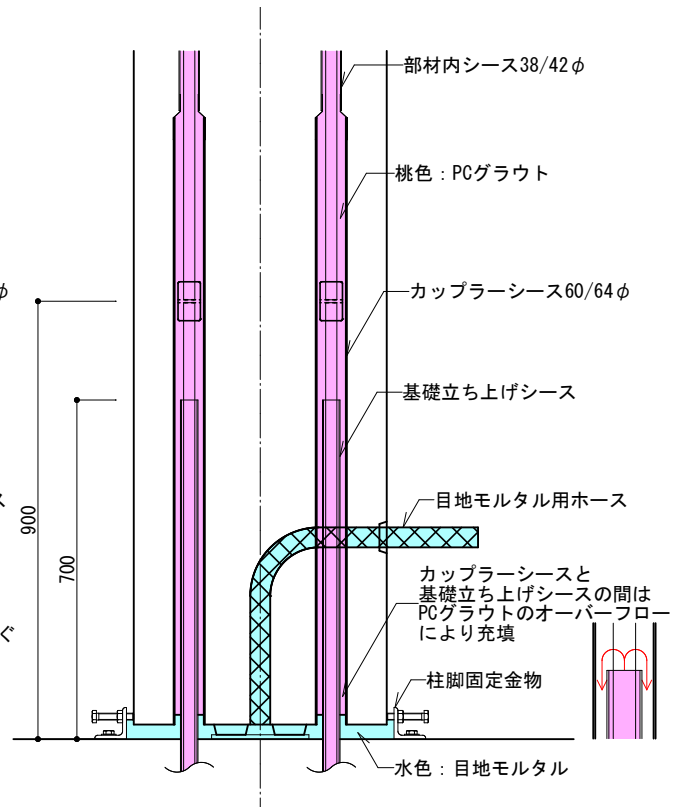 部材内シース38/42φ
桃色：PCグラウト
φ
カップラーシース60/64φ
基礎立ち上げシース
ス
900
目地モルタル用ホース
700
カップラーシースと
基礎立ち上げシースの間は
PCグラウトのオーバーフロー
により充填
ぐ
柱脚固定金物
水色：目地モルタル